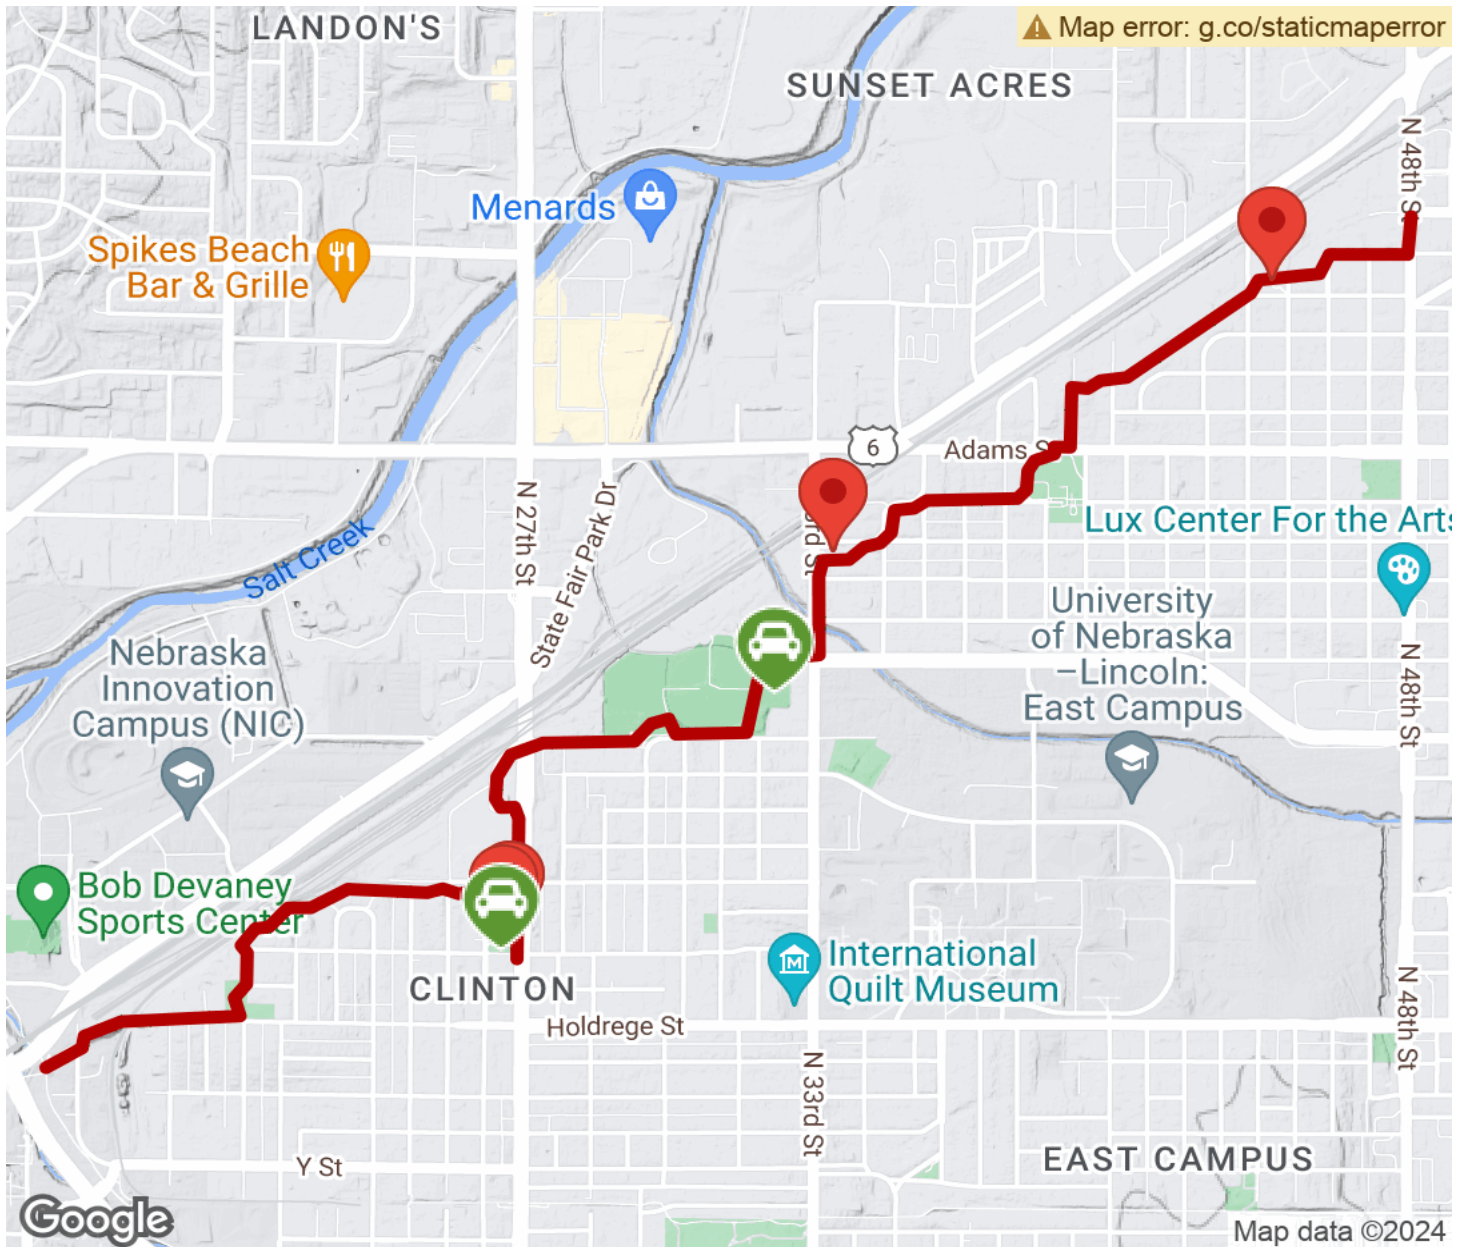 LANDON'S
Map error: g.co/staticmaperror
SUNSET ACRES
N 48th St
Menards
Spikes Beach
Bar & Grille
6
Adams S
N 27th St
State Fair Park Dr
3rd St
Lux Center For the Arts
Salt Creek
University
of Nebraska
–Lincoln:
East Campus
Nebraska
Innovation
Campus (NIC)
N 48th St
Bob Devaney
Sports Center
International
Quilt Museum
CLINTON
N 48th St
Holdrege St
N 33rd St
Y St
EAST CAMPUS
Google
Map data ©2024